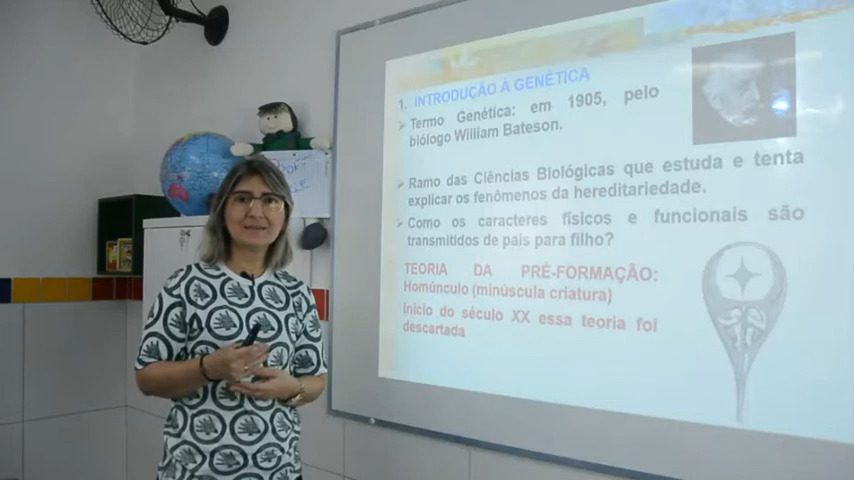 1. INTRODUÇÃO À GENÊTICA
Termo Genética: em 1905, pelo
biólogo William Bateson.
Ramo das Ciências Biológicas que estuda e tenta
explicar os fenômenos da hereditariedade.
Como os caracteres físicos e funcionais são
transmitidos de pais para filho?
TEORIA DA PRÉ-FORMAÇÃO:
Homúnculo (minúscula criatura)
Início do século XX essa teoria foi
descartada.